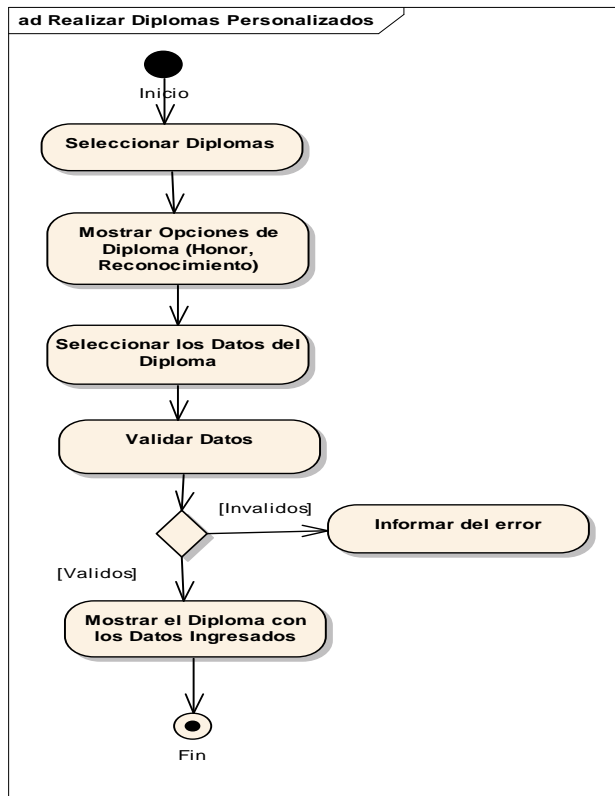 ad Realizar Diplomas Personalizados
Inicio
Seleccionar Diplomas
Mostrar Opciones de
Diploma (Honor,
Reconocimiento)
Seleccionar los Datos del
Diploma
Validar Datos
[Invalidos]
Informar del error
[Validos]
Mostrar el Diploma con
los Datos Ingresados
Fin